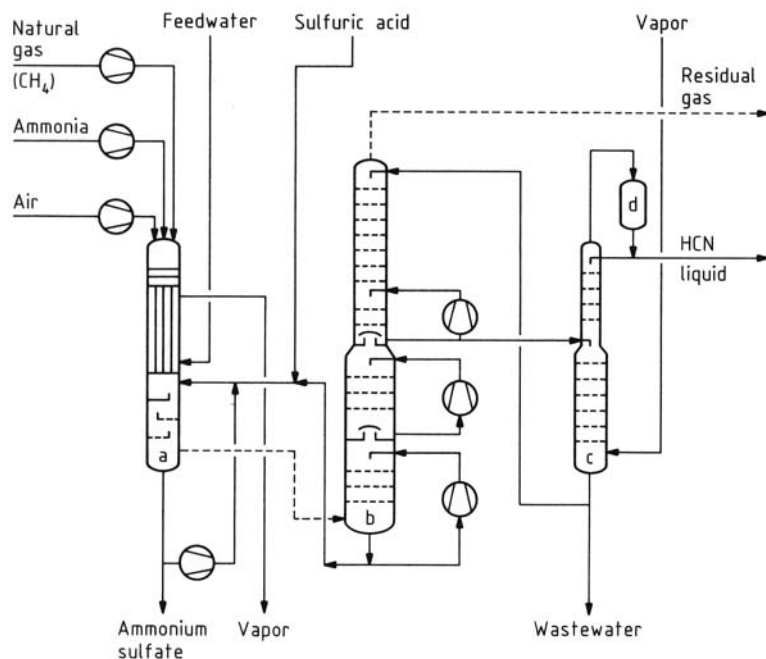 Natural
gas
(CH₄)
Feedwater
Sulfuric acid
Vapor
Residual
gas
Ammonia
Air
d
HCN
liquid
a
b
c
Ammonium
sulfate
Vapor
Wastewater